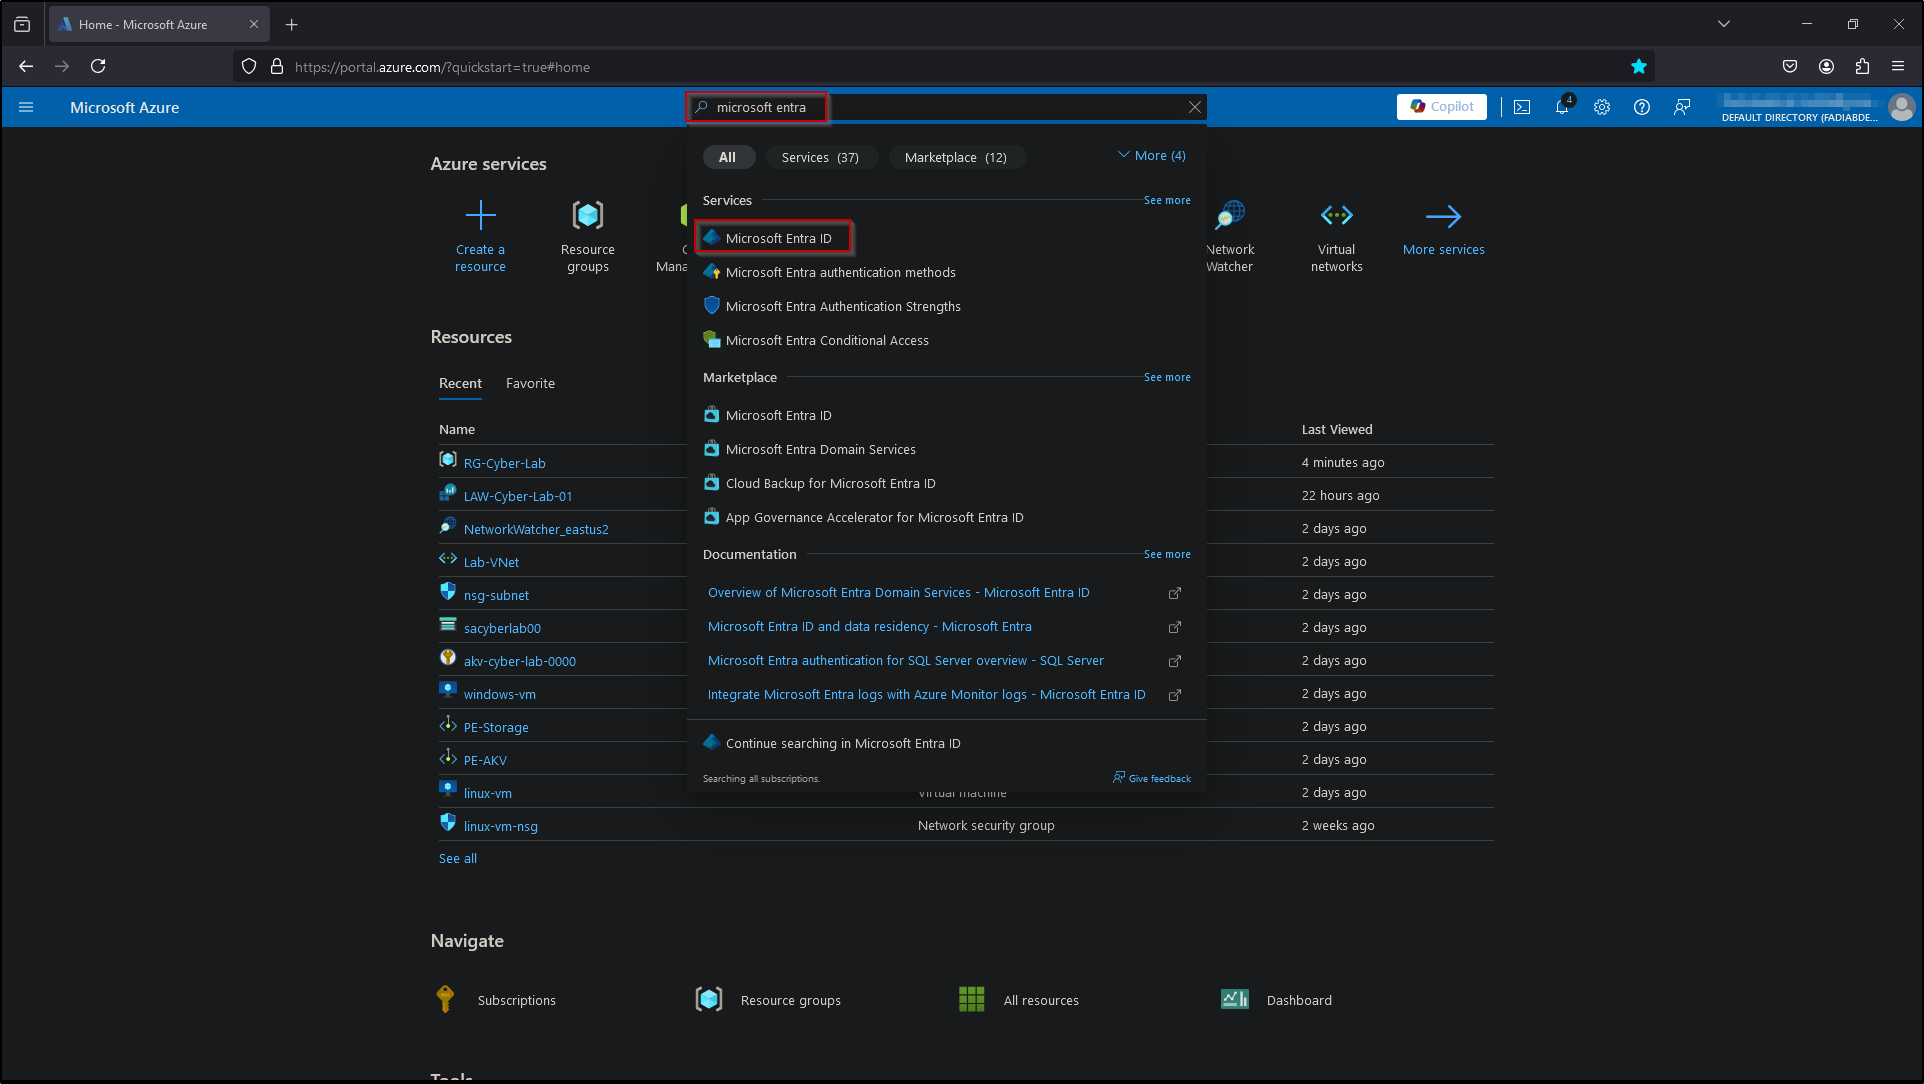 Home - Microsoft Azure
https://portal.azure.com/?quickstart=true#home
Microsoft Azure
microsoft entra
Copilot
4
DEFAULT DIRECTORY (FADIABDE...
All
Services (37)
Marketplace (12)
More (4)
Azure services
Create a resource
Resource groups
Network Watcher
Virtual networks
More services
Services
See more
Microsoft Entra ID
Microsoft Entra authentication methods
Microsoft Entra Authentication Strengths
Microsoft Entra Conditional Access
Marketplace
See more
Microsoft Entra ID
Microsoft Entra Domain Services
Cloud Backup for Microsoft Entra ID
App Governance Accelerator for Microsoft Entra ID
Documentation
See more
Overview of Microsoft Entra Domain Services - Microsoft Entra ID
Microsoft Entra ID and data residency - Microsoft Entra
Microsoft Entra authentication for SQL Server overview - SQL Server
Integrate Microsoft Entra logs with Azure Monitor logs - Microsoft Entra ID
Continue searching in Microsoft Entra ID
Searching all subscriptions.
Give feedback
Resources
Recent
Favorite
Name
Last Viewed
RG-Cyber-Lab
4 minutes ago
LAW-Cyber-Lab-01
22 hours ago
NetworkWatcher_eastus2
2 days ago
Lab-VNet
2 days ago
nsg-subnet
2 days ago
sacyberlab00
2 days ago
akv-cyber-lab-0000
2 days ago
windows-vm
2 days ago
PE-Storage
2 days ago
PE-AKV
2 days ago
linux-vm
Virtual machine
2 days ago
linux-vm-nsg
Network security group
2 weeks ago
See all
Navigate
Subscriptions
Resource groups
All resources
Dashboard
Tools